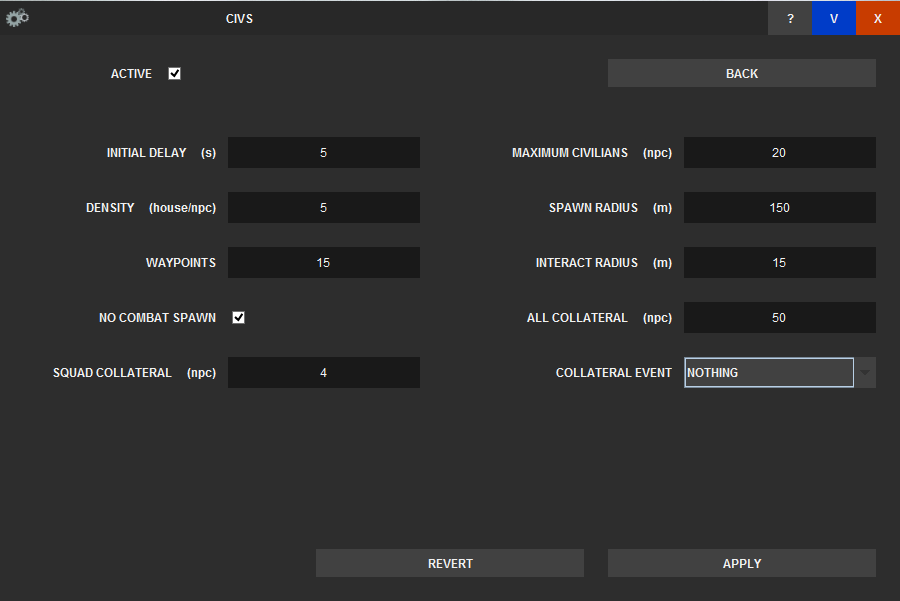 CIVS ? V X
ACTIVE BACK
INITIAL DELAY (s) 5 MAXIMUM CIVILIANS (npc) 20
DENSITY (house/npc) 5 SPAWN RADIUS (m) 150
WAYPOINTS 15 INTERACT RADIUS (m) 15
NO COMBAT SPAWN ALL COLLATERAL (npc) 50
SQUAD COLLATERAL (npc) 4 COLLATERAL EVENT NOTHING
REVERT APPLY